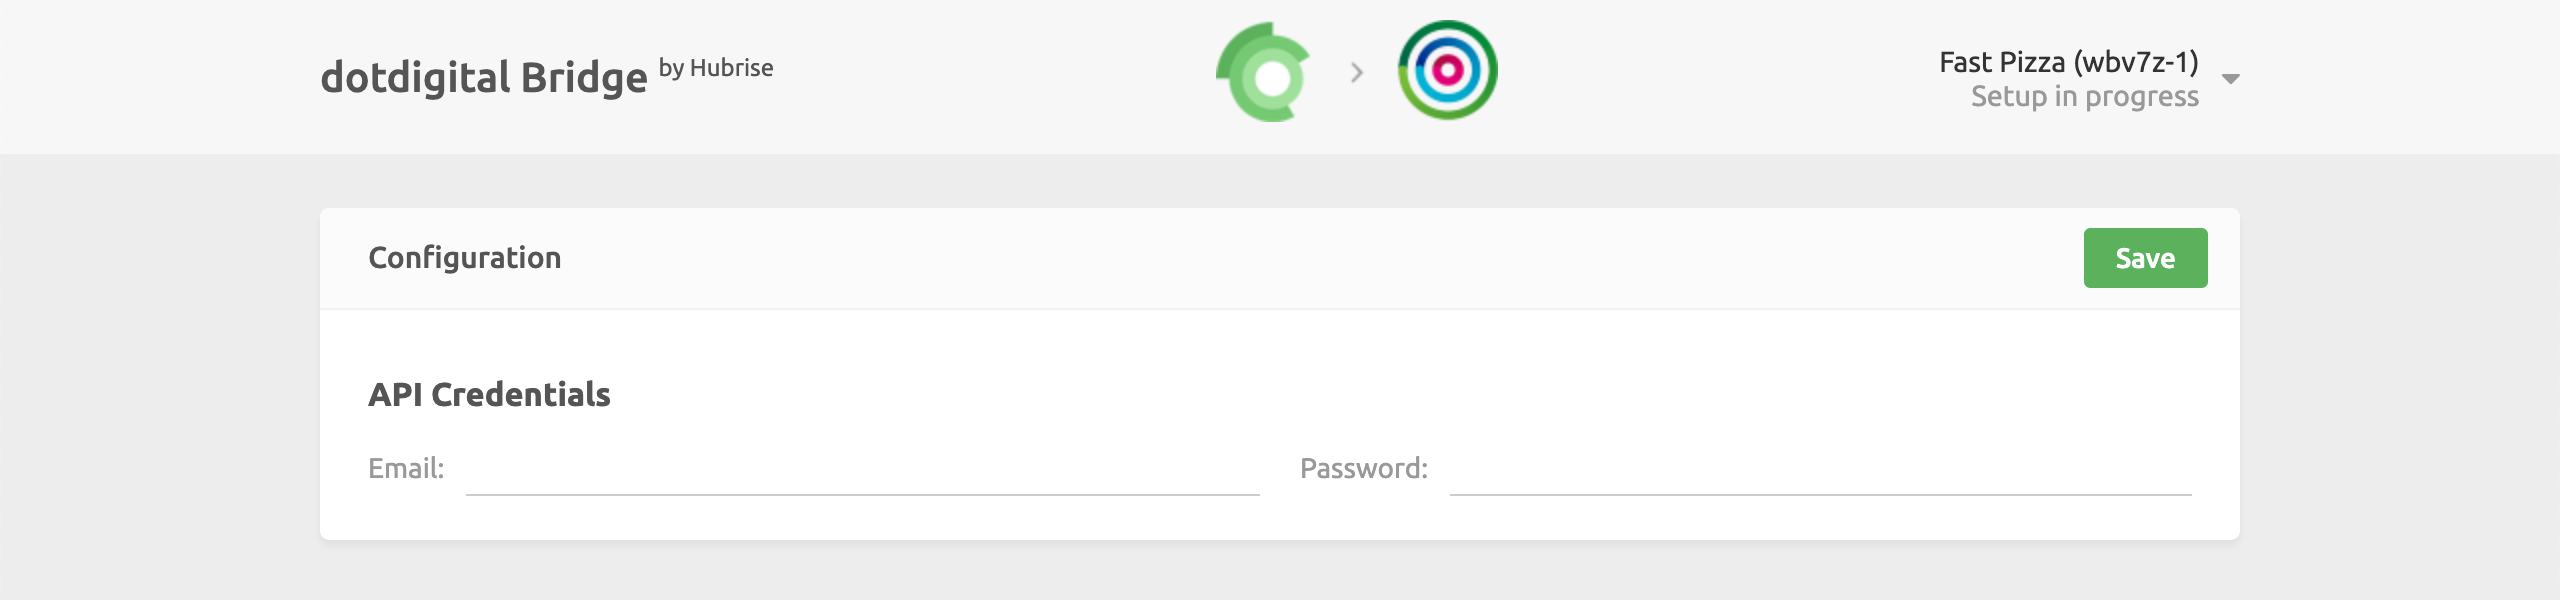 dotdigital Bridge by Hubrise
Fast Pizza (wbv7z-1)
Setup in progress
Configuration
Save
API Credentials
Email:
Password: